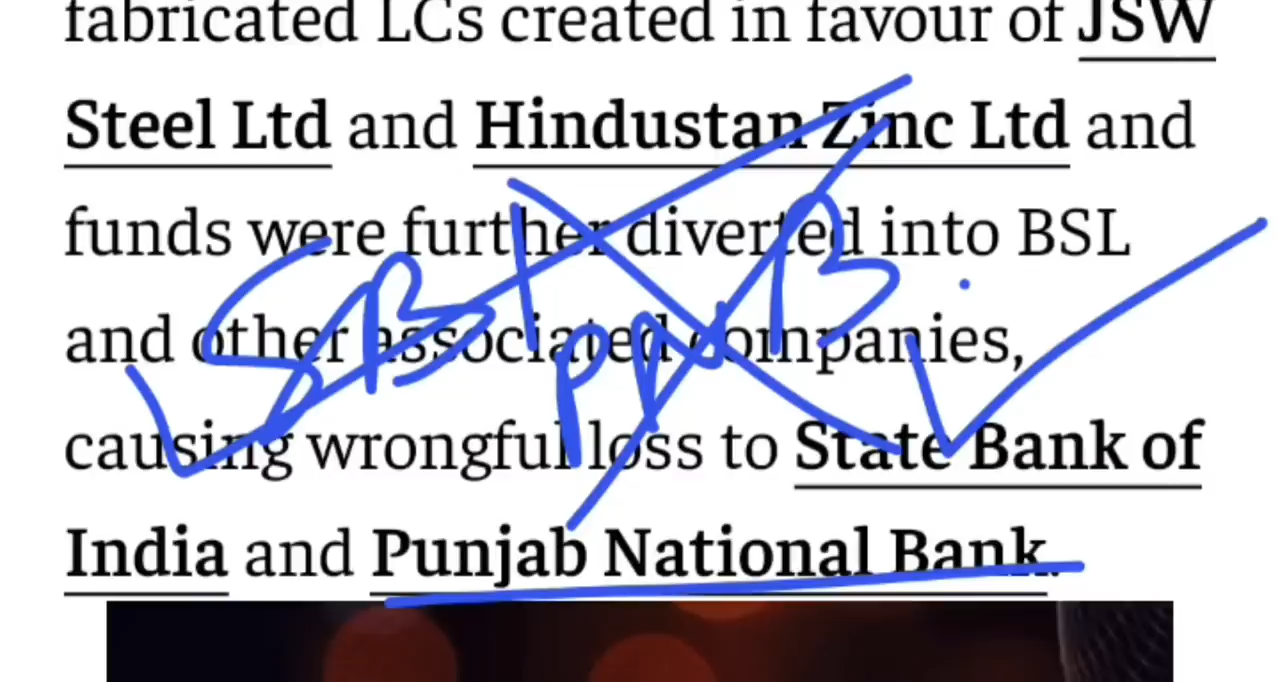 fabricated LCs created in favour of JSW
Steel Ltd and Hindustan Zinc Ltd and
funds were further diverted into BSL
and other associated companies,
causing wrongful loss to State Bank of
India and Punjab National Bank.
SBI
PNB